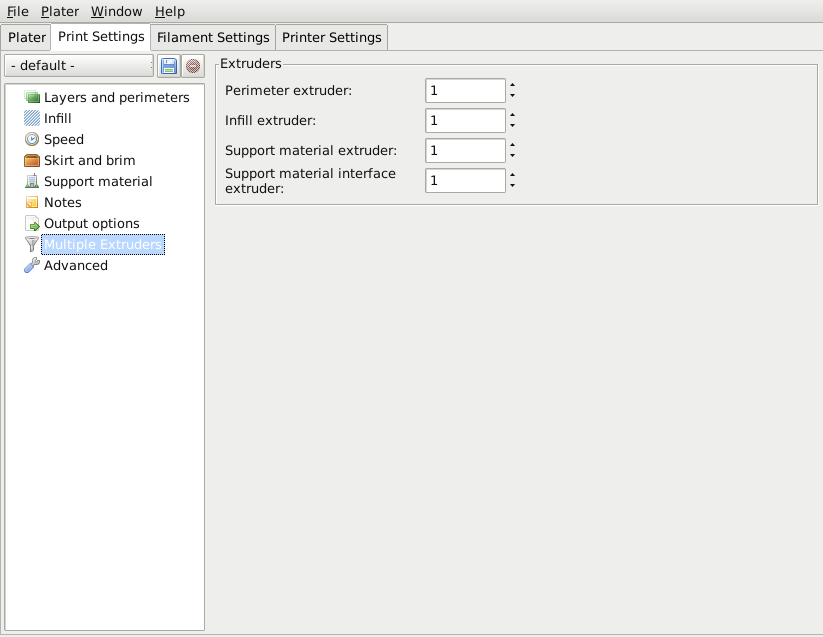 File Plater Window Help
Plater Print Settings Filament Settings Printer Settings
- default -
Layers and perimeters
Infill
Speed
Skirt and brim
Support material
Notes
Output options
Multiple Extruders
Advanced
Extruders
Perimeter extruder: 1
Infill extruder: 1
Support material extruder: 1
Support material interface
extruder: 1